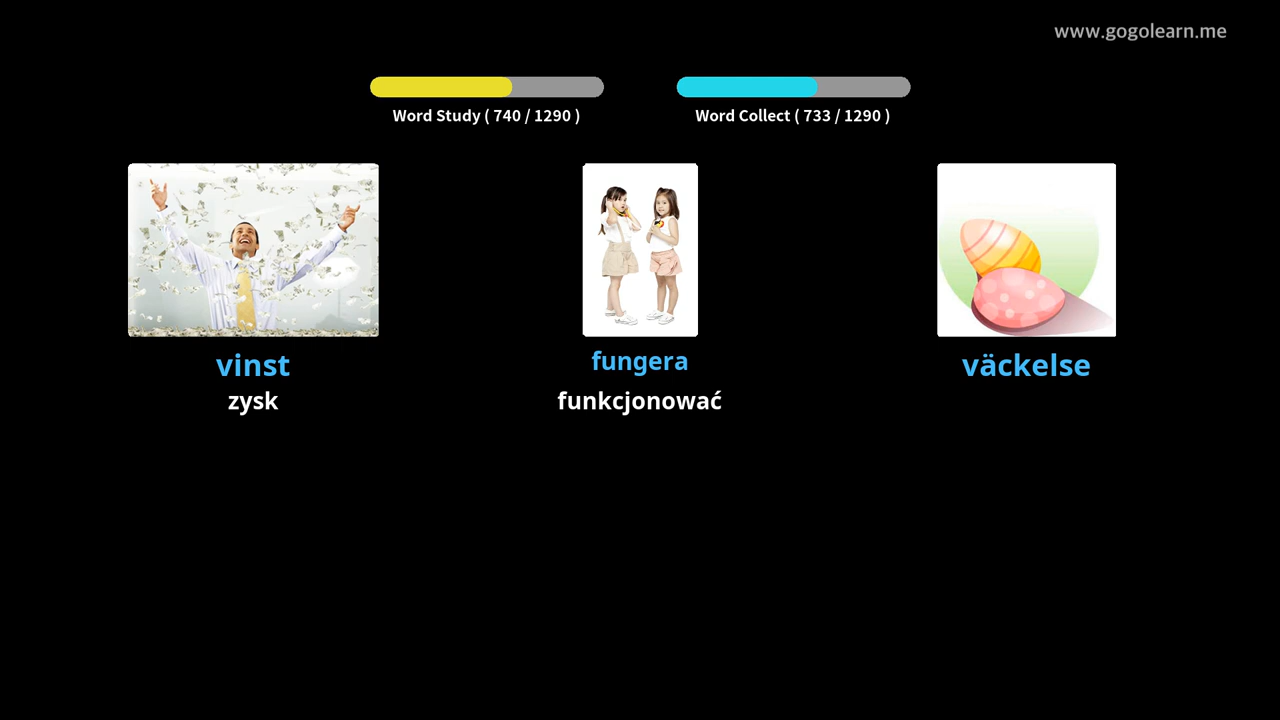 www.gogolearn.me
Word Study ( 740 / 1290 )
Word Collect ( 733 / 1290 )
vinst
zysk
fungera
funkcjonować
väckelse